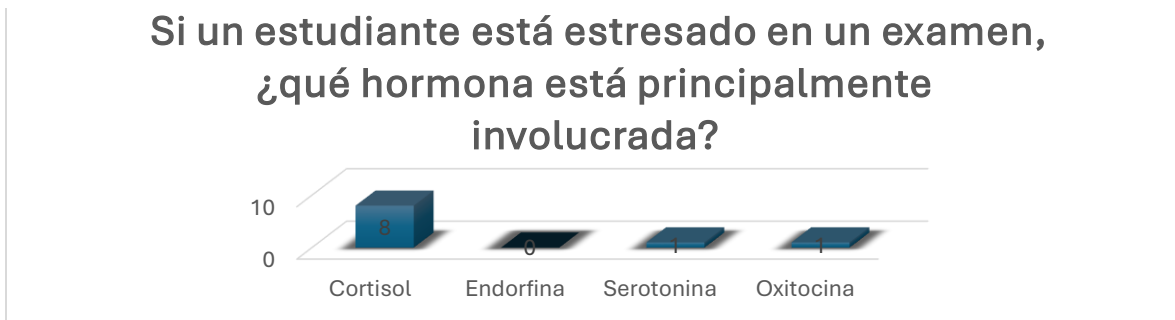 Si un estudiante está estresado en un examen,
¿qué hormona está principalmente
involucrada?
10
0
8
0
1
1
Cortisol
Endorfina
Serotonina
Oxitocina